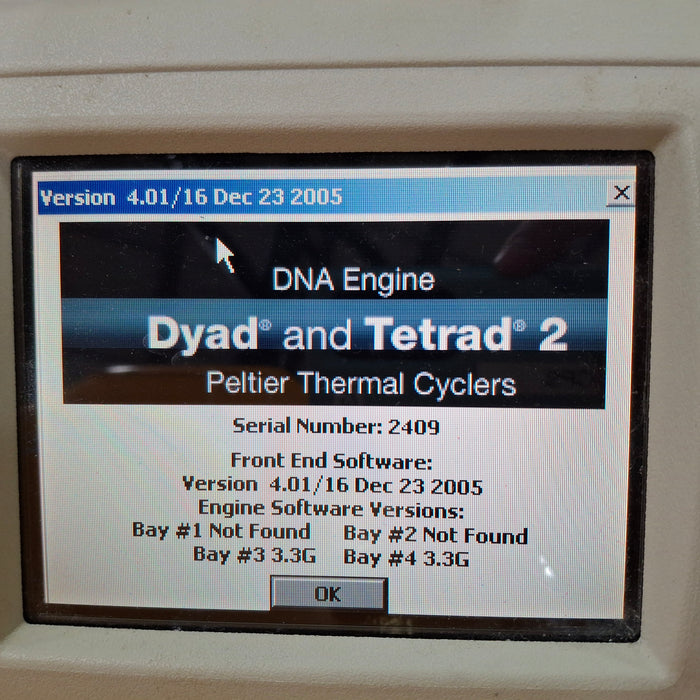 Version 4.01/16 Dec 23 2005
DNA Engine
Dyad® and Tetrad® 2
Peltier Thermal Cyclers
Serial Number: 2409
Front End Software:
Version 4.01/16 Dec 23 2005
Engine Software Versions:
Bay #1 Not Found Bay #2 Not Found
Bay #3 3.3G Bay #4 3.3G
OK